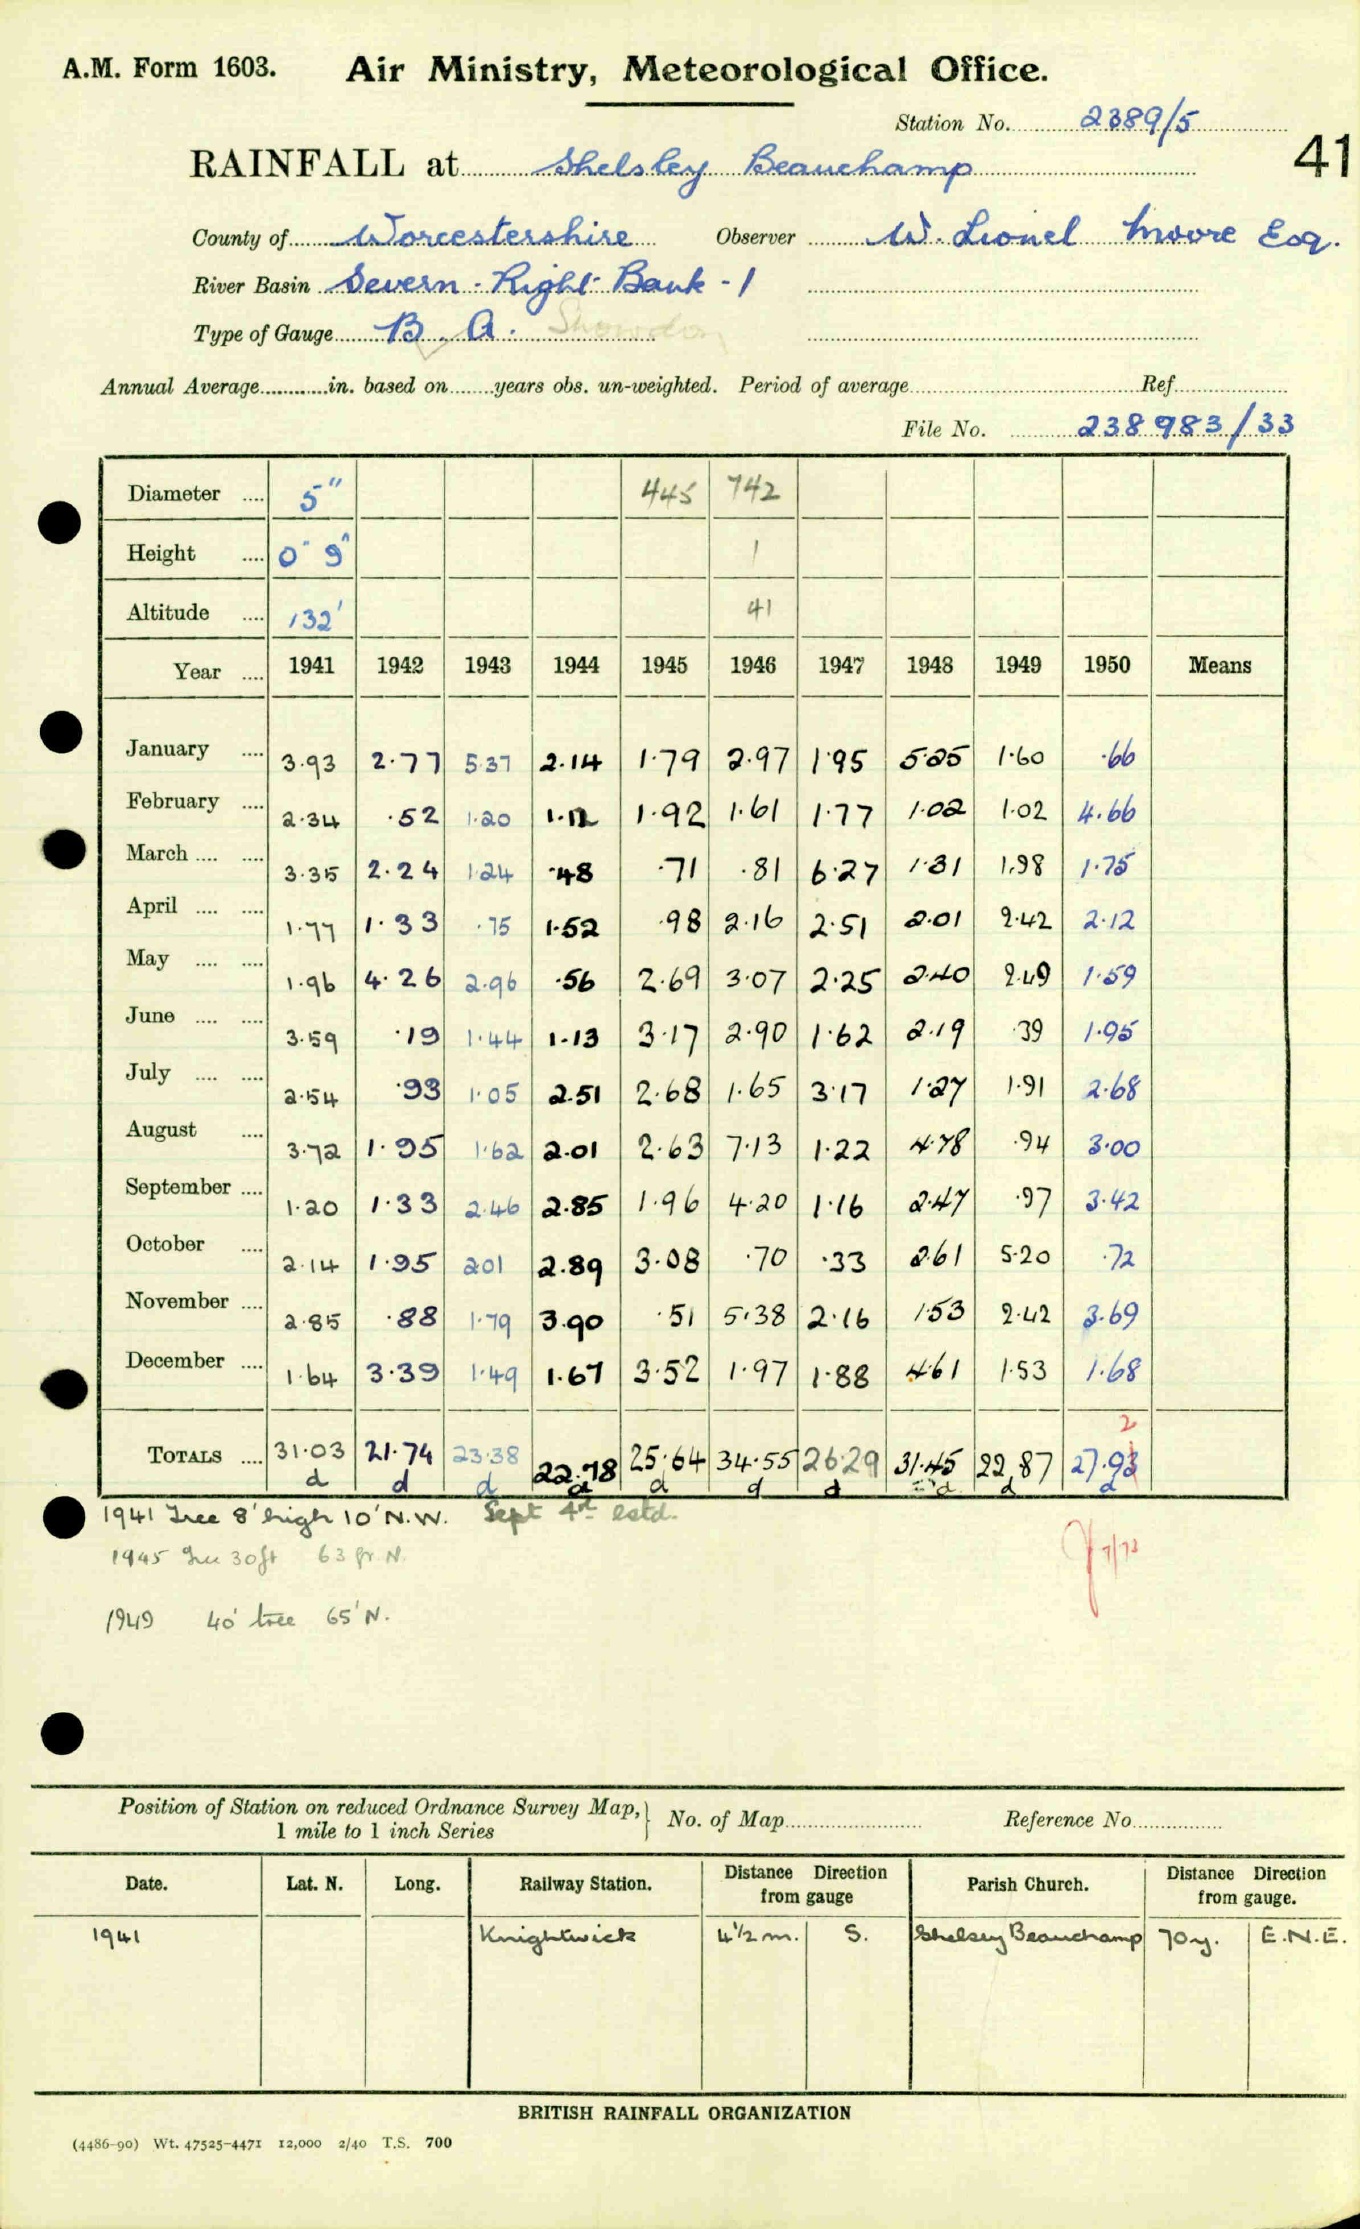 A.M. Form 1603. Air Ministry, Meteorological Office.
Station No. 2389/5
41
RAINFALL at Shelsley Beauchamp
County of Worcestershire Observer W. Lionel Moore Esq.
River Basin Severn - Right Bank - 1
Type of Gauge B. A. Snowdon
Annual Average in. based on years obs. un-weighted. Period of average Ref.
File No. 238983/33
Diameter 5" 445 742
Height 0" 9" 1
Altitude 132' 41
Year 1941 1942 1943 1944 1945 1946 1947 1948 1949 1950 Means
January 3.93 2.77 5.37 2.14 1.79 2.97 1.95 5.25 1.60 .66
February 2.34 .52 1.20 1.12 1.92 1.61 1.77 1.02 1.02 4.66
March 3.35 2.24 1.24 .48 .71 .81 6.27 1.31 1.98 1.75
April 1.77 1.33 .75 1.52 .98 2.16 2.51 2.01 2.42 2.12
May 1.96 4.26 2.96 .56 2.69 3.07 2.25 2.40 2.49 1.59
June 3.59 .19 1.44 1.13 3.17 2.90 1.62 2.19 .39 1.95
July 2.54 .93 1.05 2.51 2.68 1.65 3.17 1.27 1.91 2.68
August 3.72 1.95 1.62 2.01 2.63 7.13 1.22 4.78 .94 3.00
September 1.20 1.33 2.46 2.85 1.96 4.20 1.16 2.47 .97 3.42
October 2.14 1.95 2.01 2.89 3.08 .70 .33 2.61 5.20 .72
November 2.85 .88 1.79 3.90 .51 5.38 2.16 1.53 2.42 3.69
December 1.64 3.39 1.49 1.67 3.52 1.97 1.88 4.61 1.53 1.68
2
TOTALS 31.03 21.74 23.38 22.78 25.64 34.55 26.29 31.45 22.87 27.93
d d d d d d d d d d
1941 Tree 8' high 10' N.W. Sept 4th estd.
1945 Tree 30ft 63 N.
7/73
1949 40' tree 65' N.
Position of Station on reduced Ordnance Survey Map, 1 mile to 1 inch Series No. of Map Reference No
Date. Lat. N. Long. Railway Station. Distance Direction from gauge Parish Church. Distance Direction from gauge.
1941 Knightwick 4½ m. S. Shelsey Beauchamp 70 y. E.N.E.
BRITISH RAINFALL ORGANIZATION
(4486-90) Wt. 47525-4471 12,000 2/40 T.S. 700